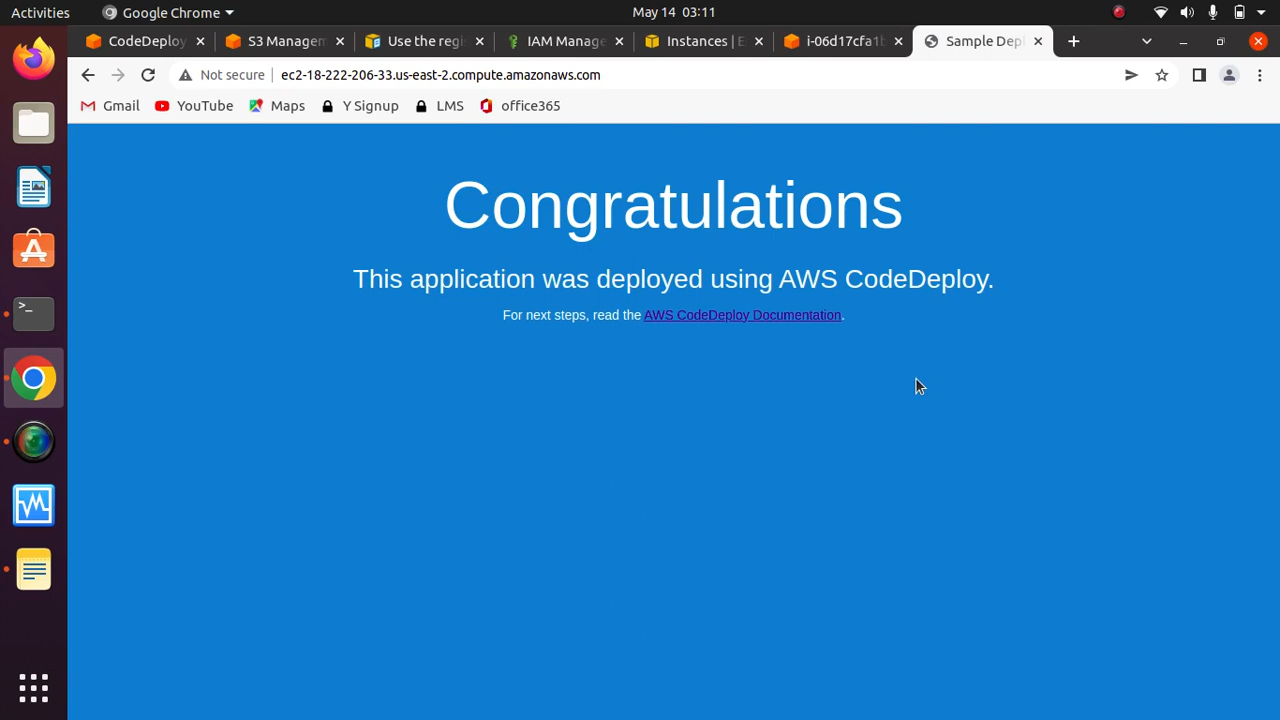 Activities Google Chrome May 14 03:11
CodeDeploy S3 Managem Use the regi IAM Manage Instances | E i-06d17cfa1b Sample Depl
Not secure ec2-18-222-206-33.us-east-2.compute.amazonaws.com
Gmail YouTube Maps Y Signup LMS office365
Congratulations
This application was deployed using AWS CodeDeploy.
For next steps, read the AWS CodeDeploy Documentation.